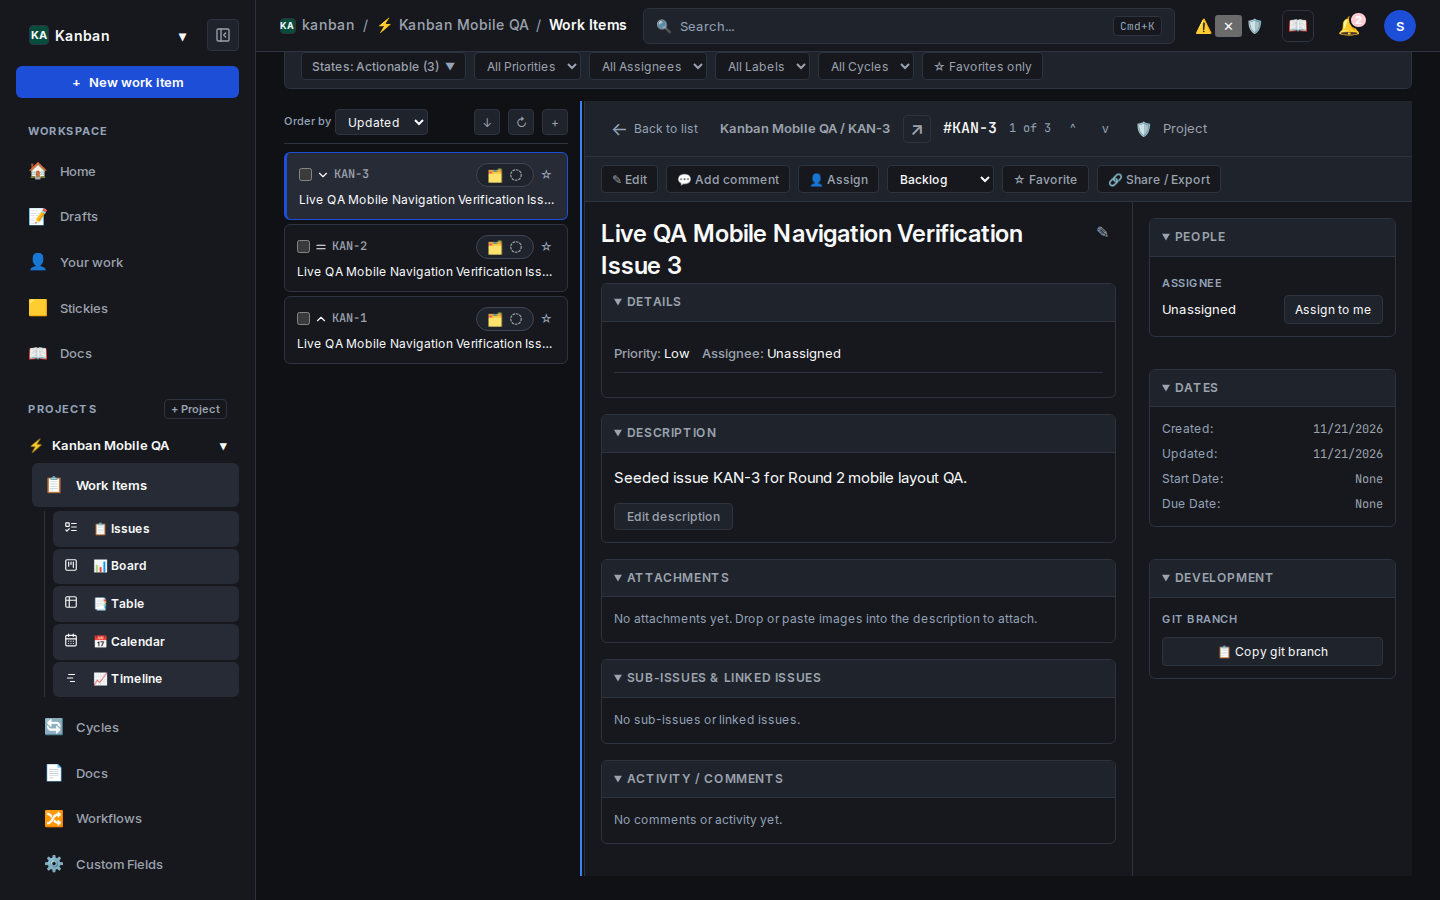 KA Kanban ▼
+ New work item
WORKSPACE
Home
Drafts
Your work
Stickies
Docs
PROJECTS + Project
Kanban Mobile QA ▼
Work Items
Issues
Board
Table
Calendar
Timeline
Cycles
Docs
Workflows
Custom Fields
KA kanban / ⚡ Kanban Mobile QA / Work Items
Search... Cmd+K
2
S
States: Actionable (3) ▼ All Priorities All Assignees All Labels All Cycles ☆ Favorites only
Order by Updated ↓ ↻ +
KAN-3
Live QA Mobile Navigation Verification Iss...
KAN-2
Live QA Mobile Navigation Verification Iss...
KAN-1
Live QA Mobile Navigation Verification Iss...
← Back to list Kanban Mobile QA / KAN-3 #KAN-3 1 of 3 ^ v Project
✎ Edit Add comment Assign Backlog ☆ Favorite Share / Export
Live QA Mobile Navigation Verification
Issue 3
▼ DETAILS
Priority: Low Assignee: Unassigned
▼ DESCRIPTION
Seeded issue KAN-3 for Round 2 mobile layout QA.
Edit description
▼ ATTACHMENTS
No attachments yet. Drop or paste images into the description to attach.
▼ SUB-ISSUES & LINKED ISSUES
No sub-issues or linked issues.
▼ ACTIVITY / COMMENTS
No comments or activity yet.
▼ PEOPLE
ASSIGNEE
Unassigned Assign to me
▼ DATES
Created: 11/21/2026
Updated: 11/21/2026
Start Date: None
Due Date: None
▼ DEVELOPMENT
GIT BRANCH
Copy git branch